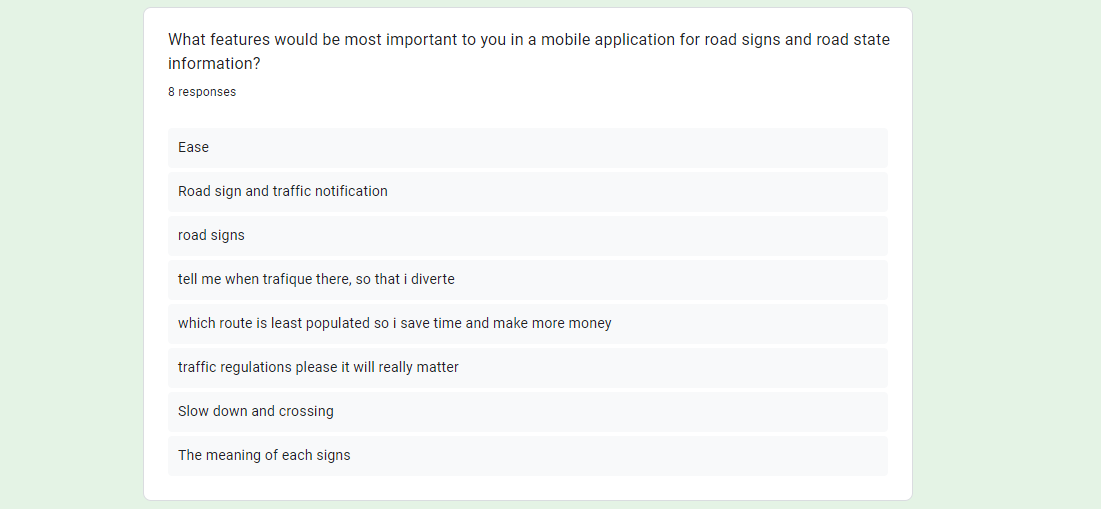 What features would be most important to you in a mobile application for road signs and road state
information?
8 responses
Ease
Road sign and traffic notification
road signs
tell me when trafique there, so that i diverte
which route is least populated so i save time and make more money
traffic regulations please it will really matter
Slow down and crossing
The meaning of each signs